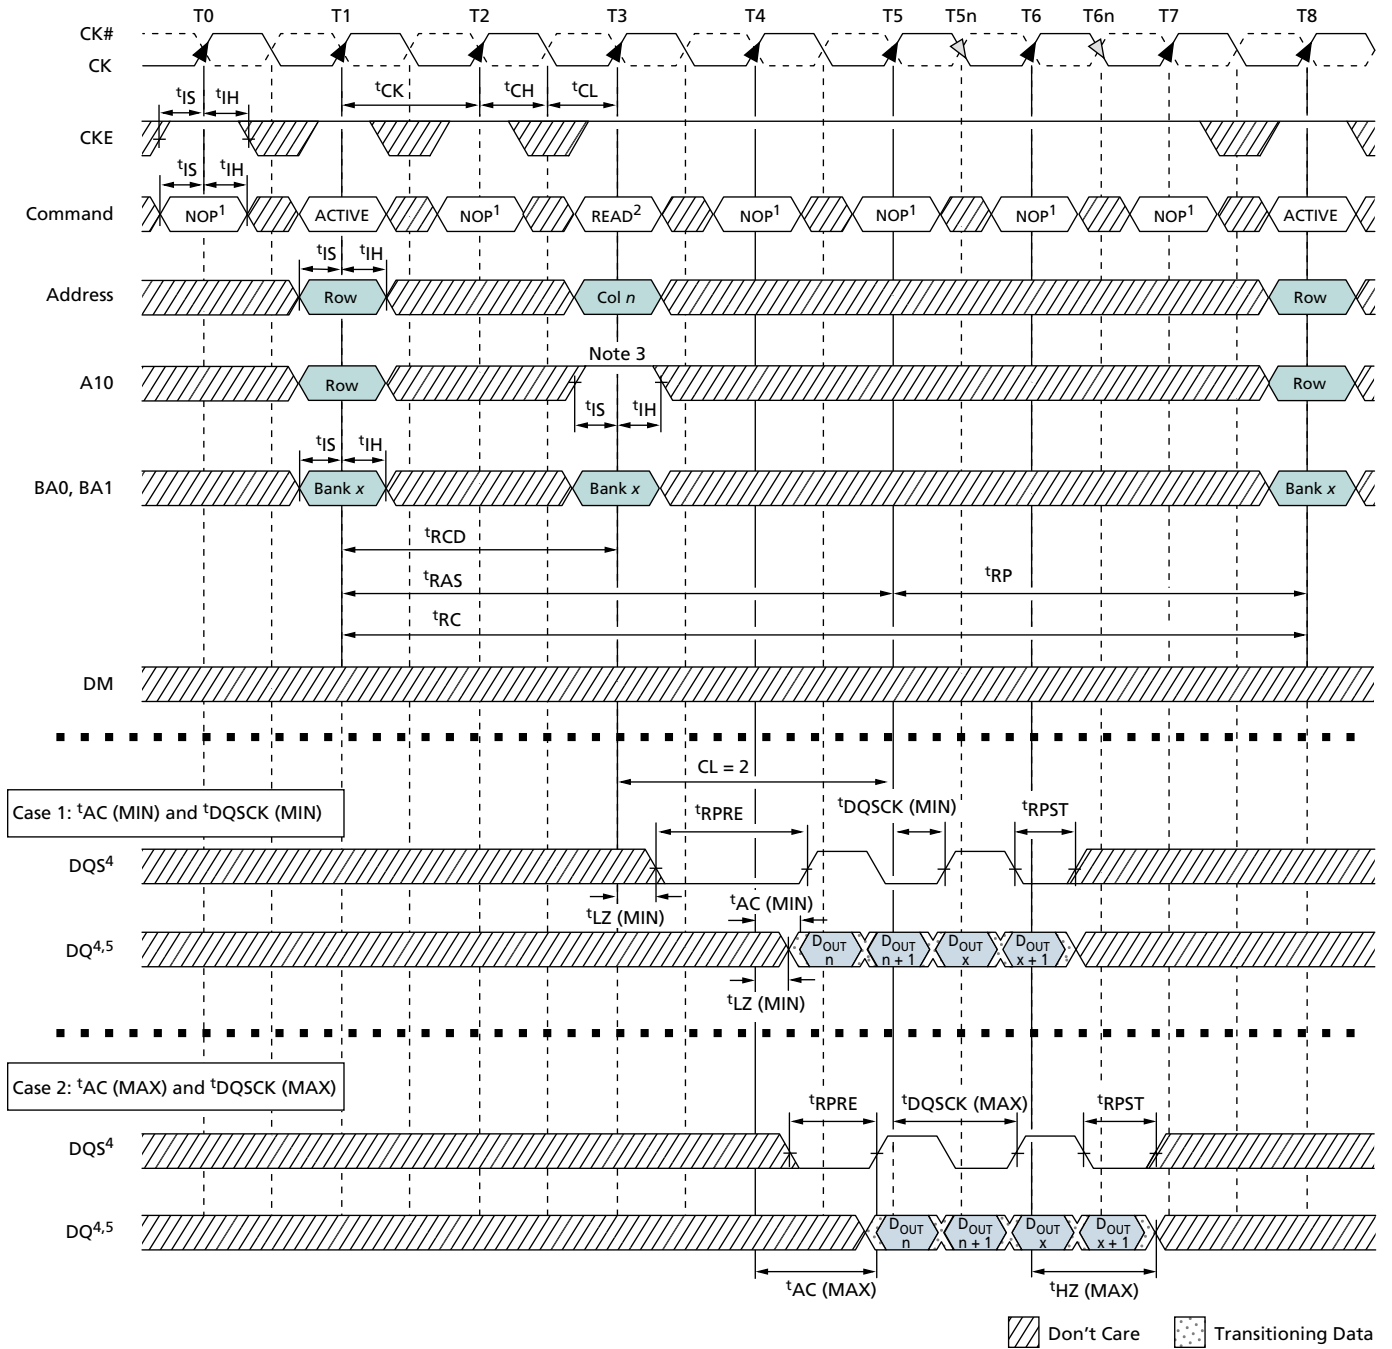 T0 T1 T2 T3 T4 T5 T5n T6 T6n T7 T8
CK#
CK
tIS tIH tCK tCH tCL
CKE
tIS tIH
Command NOP1 ACTIVE NOP1 READ2 NOP1 NOP1 NOP1 NOP1 ACTIVE
tIS tIH
Address Row Col n Row
Note 3
A10 Row Row
tIS tIH
tIS tIH
BA0, BA1 Bank x Bank x Bank x
tRCD
tRAS tRP
tRC
DM
CL = 2
Case 1: tAC (MIN) and tDQSCK (MIN)
tRPRE tDQSCK (MIN) tRPST
DQS4
tLZ (MIN) tAC (MIN)
DQ4,5 DOUT n DOUT n + 1 DOUT x DOUT x + 1
tLZ (MIN)
Case 2: tAC (MAX) and tDQSCK (MAX)
tRPRE tDQSCK (MAX) tRPST
DQS4
DQ4,5 DOUT n DOUT n + 1 DOUT x DOUT x + 1
tAC (MAX) tHZ (MAX)
Don't Care Transitioning Data